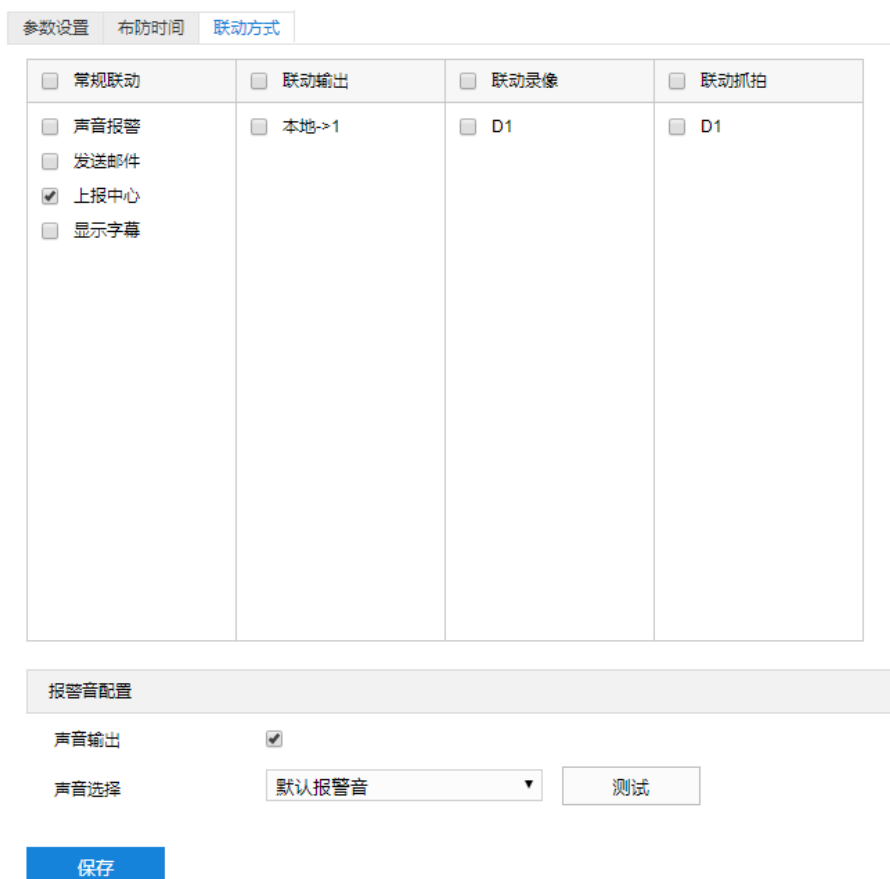 参数设置 布防时间 联动方式
常规联动 联动输出 联动录像 联动抓拍
声音报警 本地->1 D1 D1
发送邮件
上报中心
显示字幕
报警音配置
声音输出
声音选择 默认报警音 测试
保存